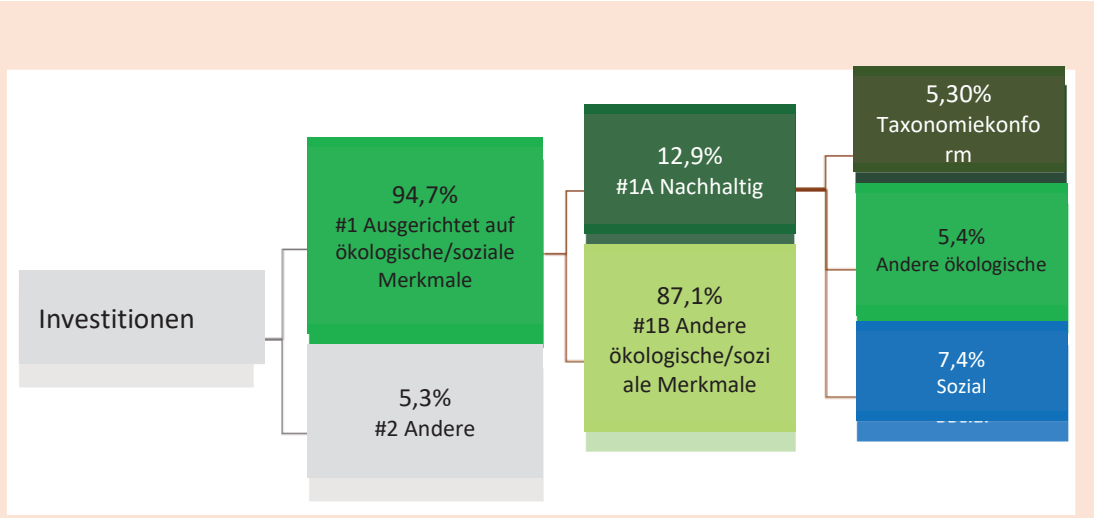 Investitionen
94,7%
#1 Ausgerichtet auf
ökologische/soziale
Merkmale
5,3%
#2 Andere
12,9%
#1A Nachhaltig
87,1%
#1B Andere
ökologische/sozi
ale Merkmale
5,30%
Taxonomiekonfo
rm
5,4%
Andere ökologische
7,4%
Sozial